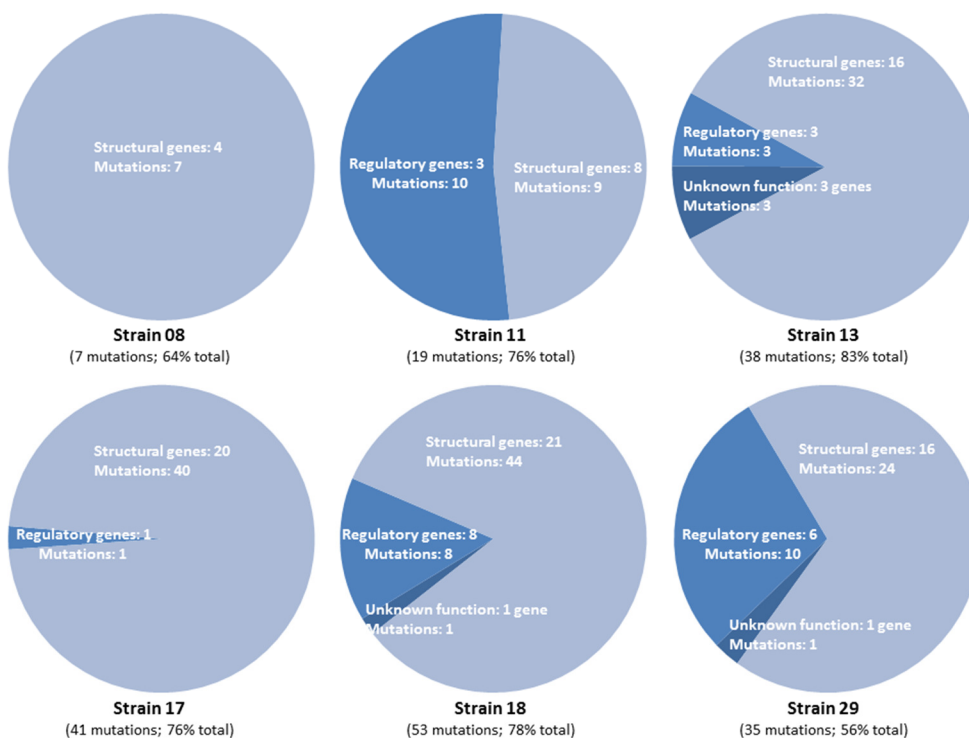 Structural genes: 4
Mutations: 7
Strain 08
(7 mutations; 64% total)
Regulatory genes: 3
Mutations: 10
Structural genes: 8
Mutations: 9
Strain 11
(19 mutations; 76% total)
Structural genes: 16
Mutations: 32
Regulatory genes: 3
Mutations: 3
Unknown function: 3 genes
Mutations: 3
Strain 13
(38 mutations; 83% total)
Structural genes: 20
Mutations: 40
Regulatory genes: 1
Mutations: 1
Strain 17
(41 mutations; 76% total)
Structural genes: 21
Mutations: 44
Regulatory genes: 8
Mutations: 8
Unknown function: 1 gene
Mutations: 1
Strain 18
(53 mutations; 78% total)
Structural genes: 16
Mutations: 24
Regulatory genes: 6
Mutations: 10
Unknown function: 1 gene
Mutations: 1
Strain 29
(35 mutations; 56% total)